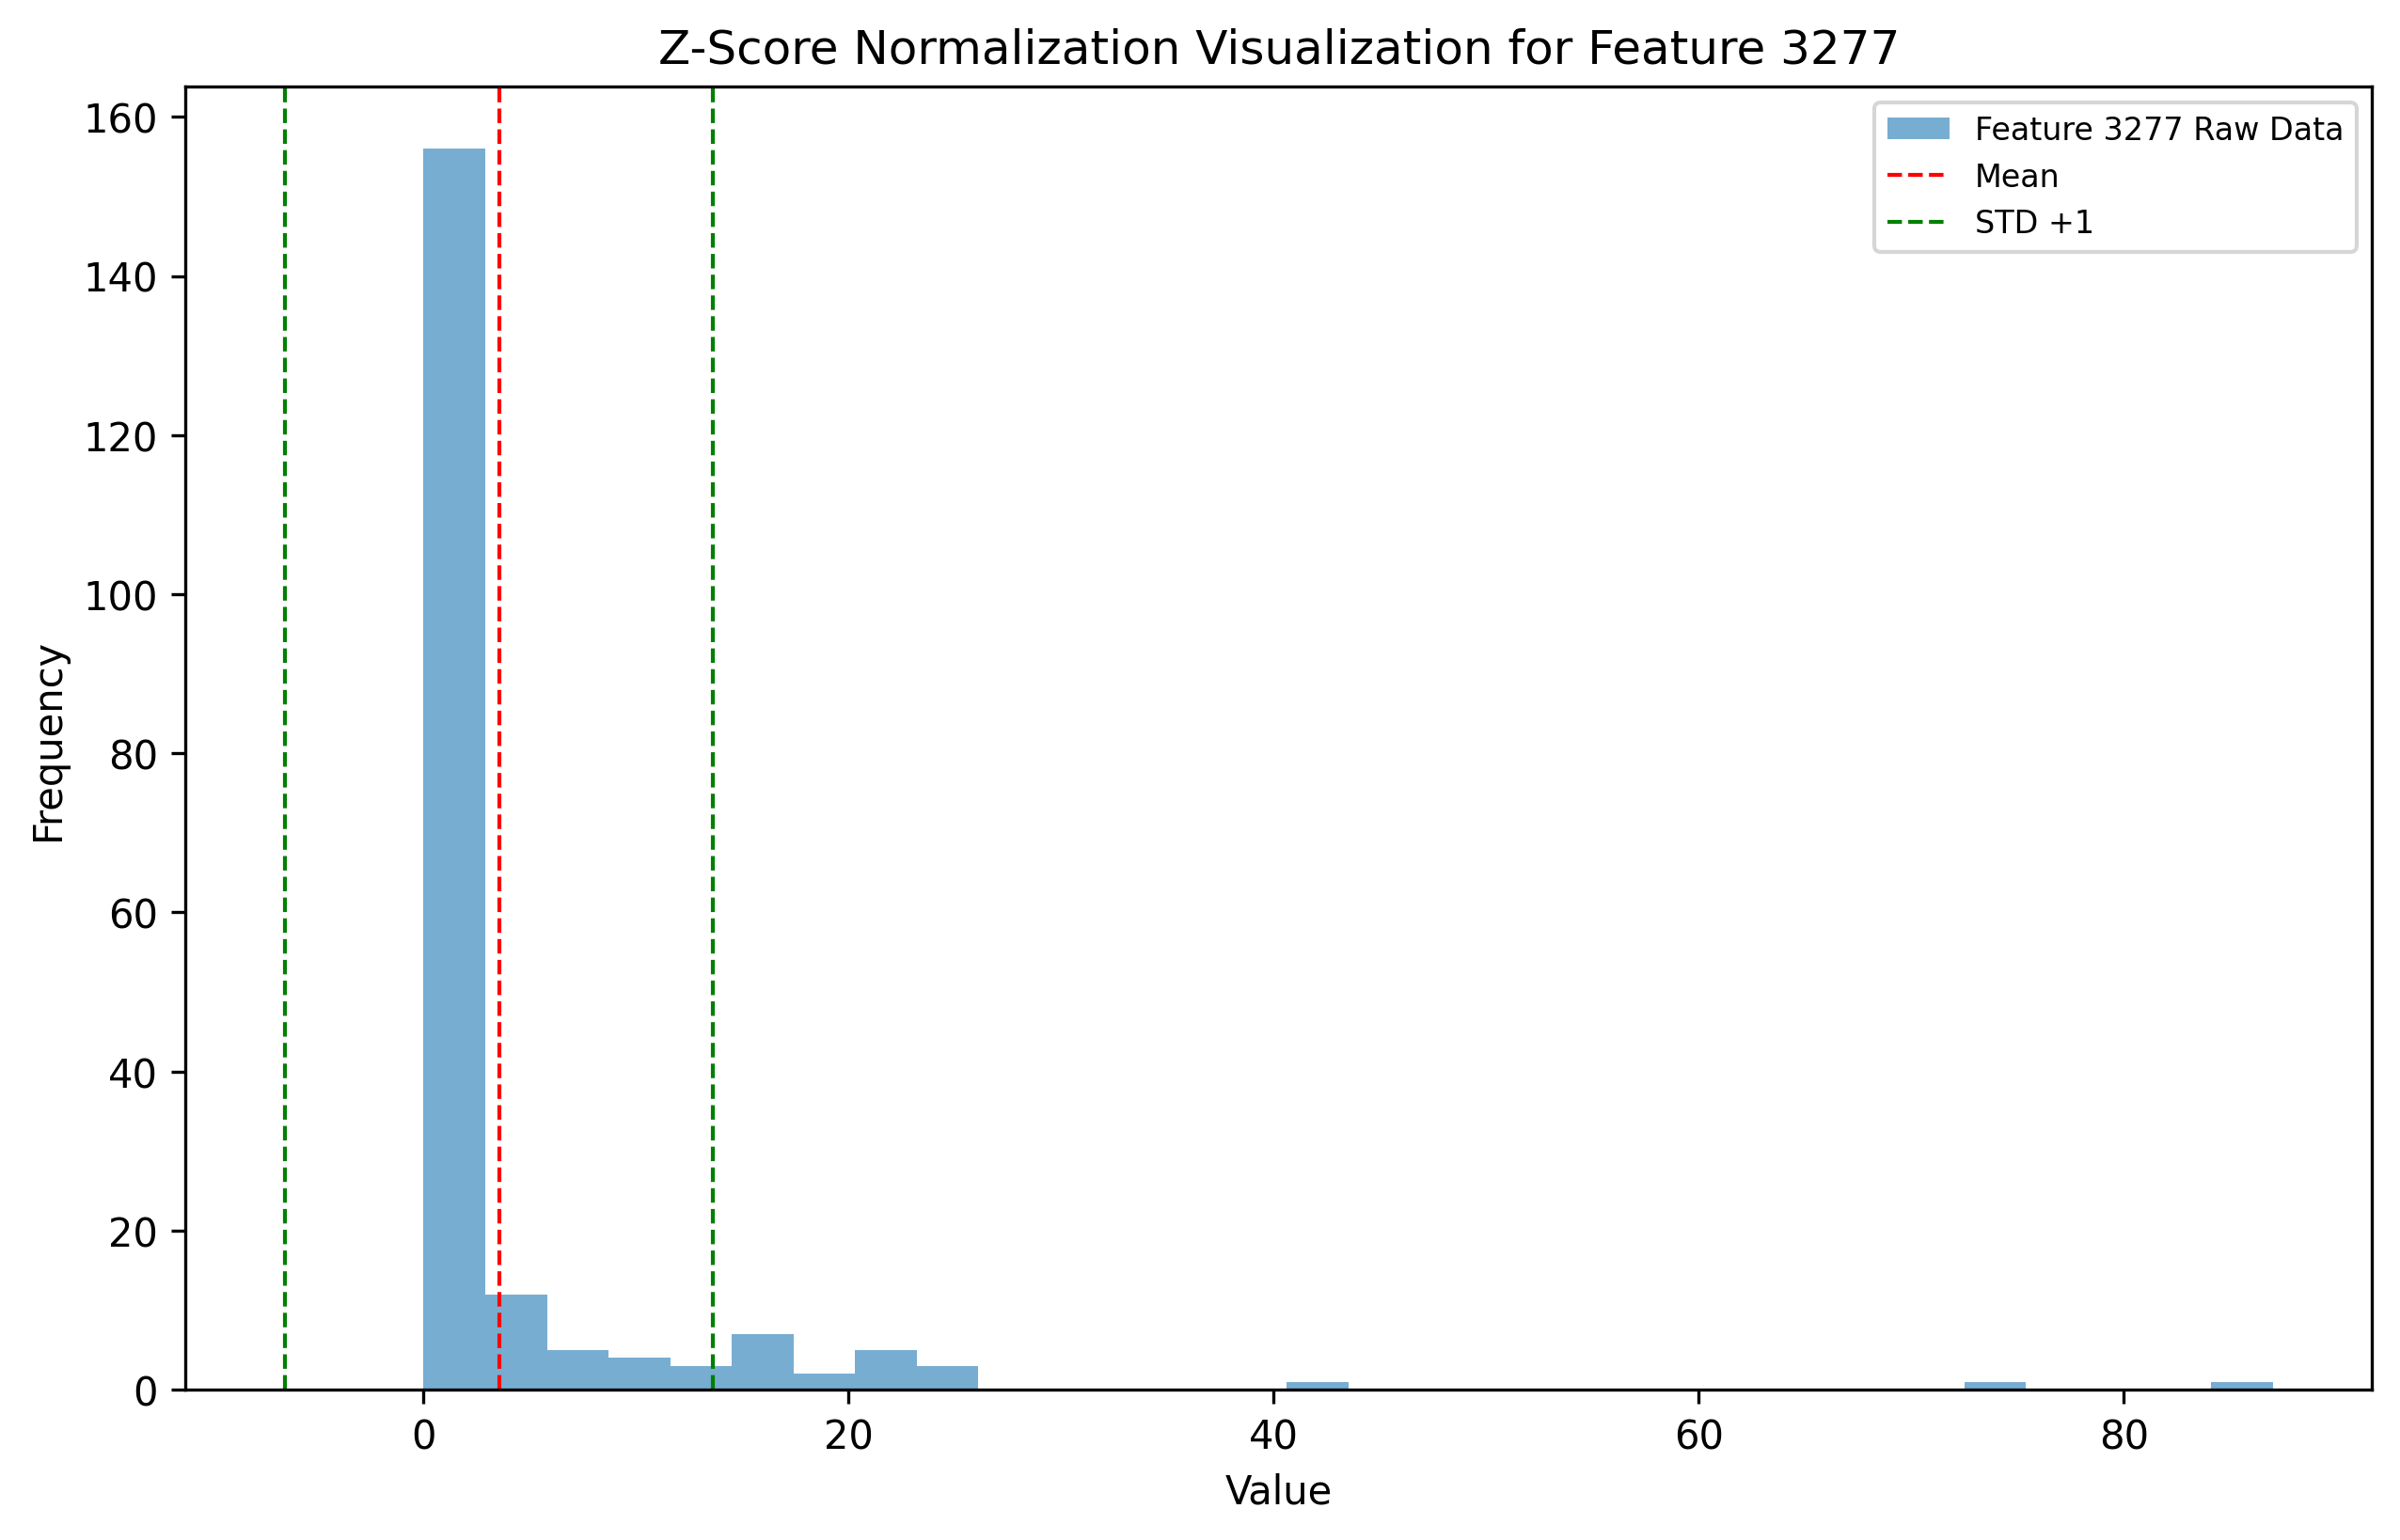 Z-Score Normalization Visualization for Feature 3277
Feature 3277 Raw Data
Mean
STD +1
160
140
120
100
80
60
40
20
0
Frequency
0 20 40 60 80
Value